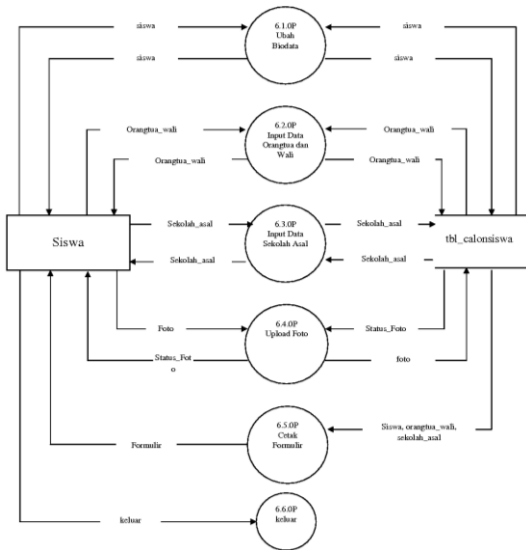 siswa
6.1.0P
Ubah
Biodata
siswa
siswa
siswa
Orangtua_wali
6.2.0P
Input Data
Orangtua dan
Wali
Orangtua_wali
Orangtua_wali
Orangtua_wali
Siswa
Sekolah_asal
6.3.0P
Input Data
Sekolah Asal
Sekolah_asal
tbl_calonsiswa
Sekolah_asal
Sekolah_asal
Foto
6.4.0P
Upload Foto
Status_Foto
Status_Fot
o
foto
6.5.0P
Cetak
Formulir
Siswa, orangtua_wali,
sekolah_asal
Formulir
6.6.0P
keluar
keluar